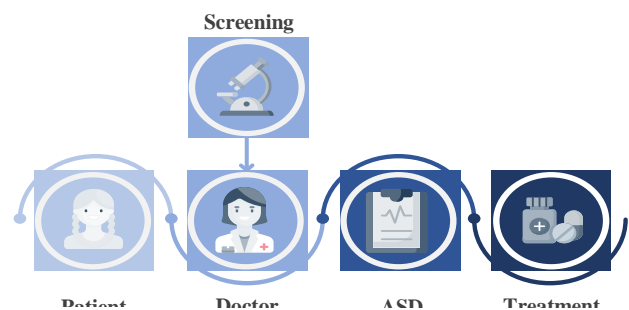 Screening
Patient
Doctor
ASD
Treatment